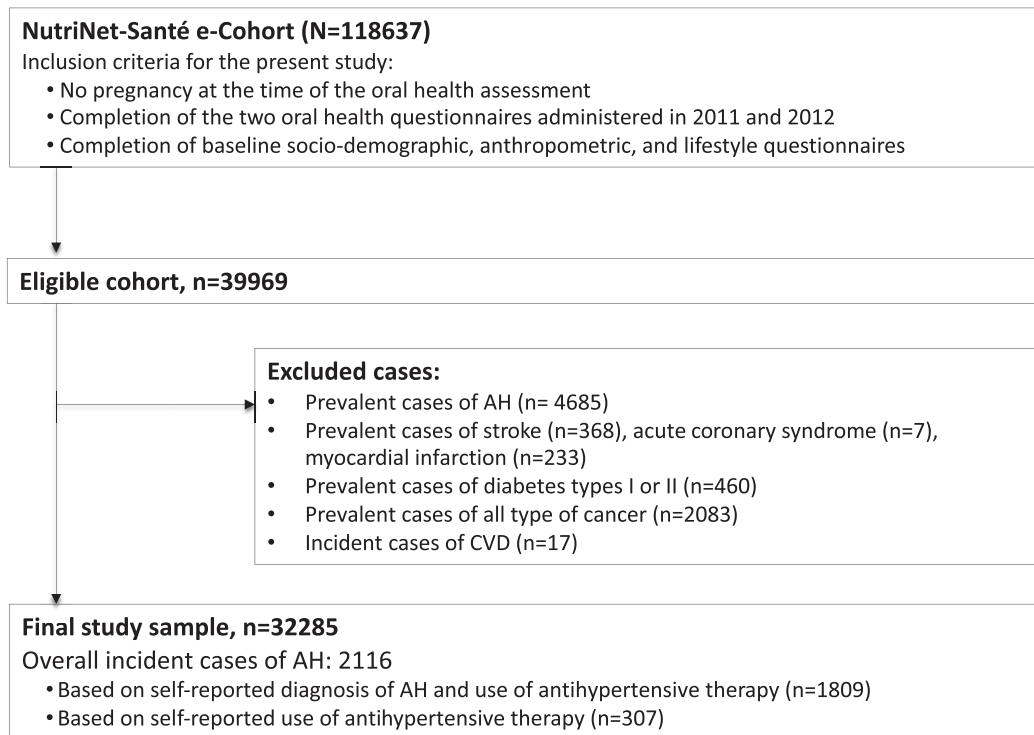 NutriNet-Santé e-Cohort (N=118637)
Inclusion criteria for the present study:
• No pregnancy at the time of the oral health assessment
• Completion of the two oral health questionnaires administered in 2011 and 2012
• Completion of baseline socio-demographic, anthropometric, and lifestyle questionnaires
Eligible cohort, n=39969
Excluded cases:
• Prevalent cases of AH (n= 4685)
• Prevalent cases of stroke (n=368), acute coronary syndrome (n=7),
myocardial infarction (n=233)
• Prevalent cases of diabetes types I or II (n=460)
• Prevalent cases of all type of cancer (n=2083)
• Incident cases of CVD (n=17)
Final study sample, n=32285
Overall incident cases of AH: 2116
• Based on self-reported diagnosis of AH and use of antihypertensive therapy (n=1809)
• Based on self-reported use of antihypertensive therapy (n=307)